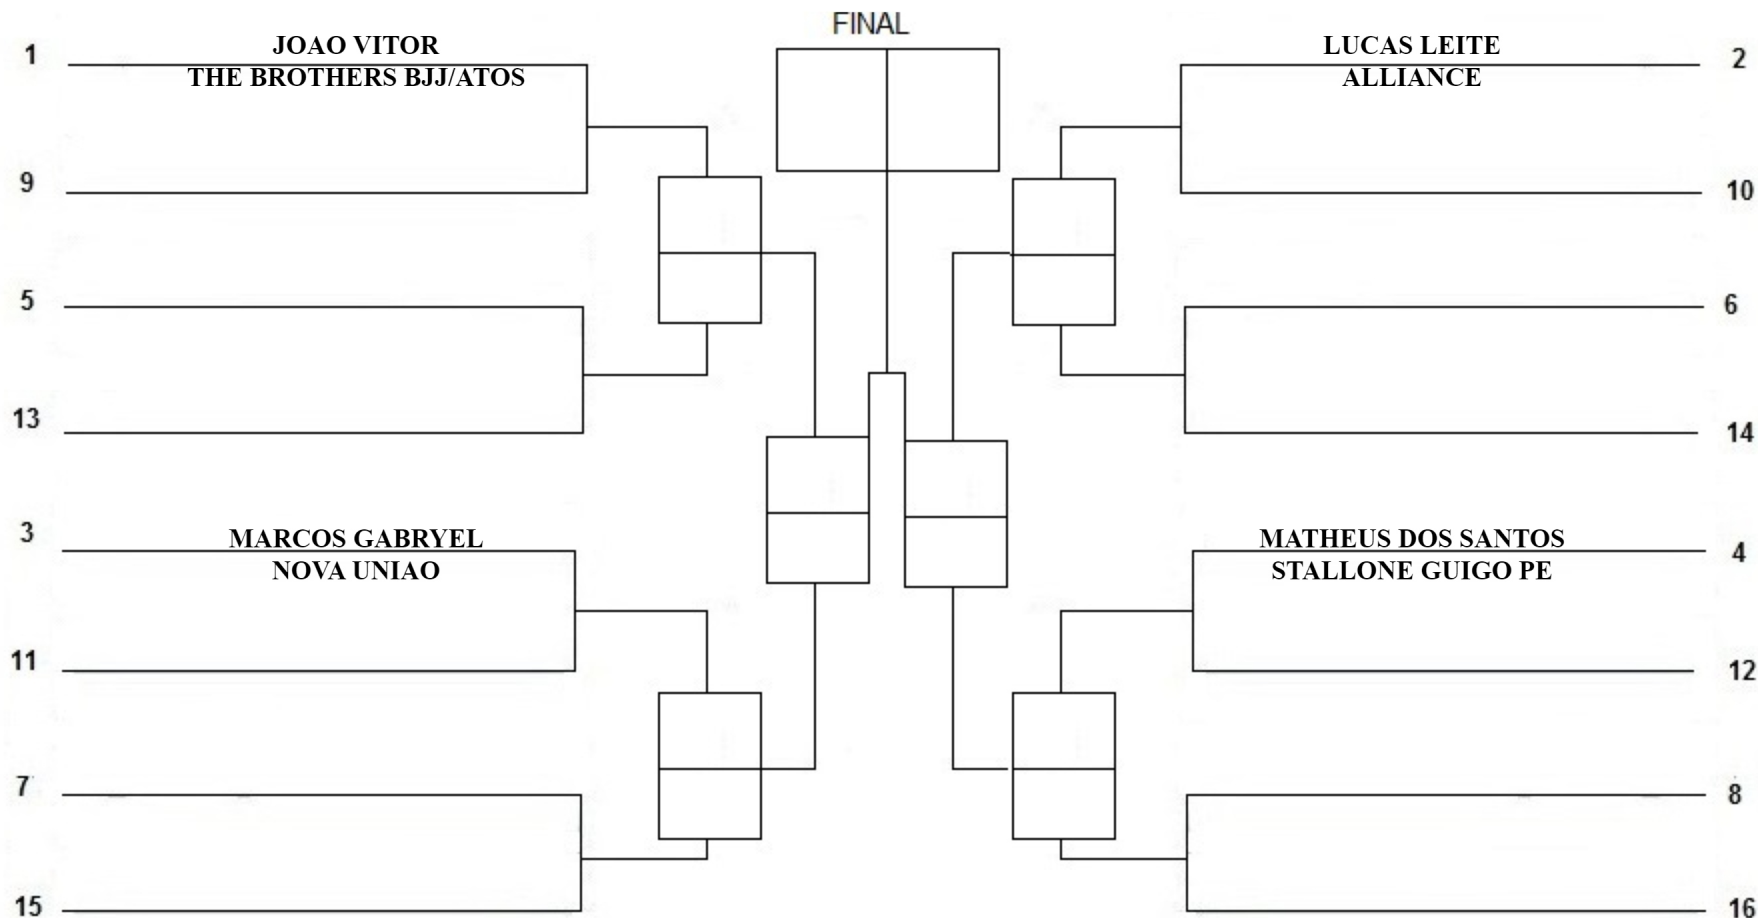 FINAL
1
JOAO VITOR
THE BROTHERS BJJ/ATOS
9
5
13
3
MARCOS GABRYEL
NOVA UNIAO
11
7
15
LUCAS LEITE
ALLIANCE
2
10
6
14
MATHEUS DOS SANTOS
STALLONE GUIGO PE
4
12
8
16